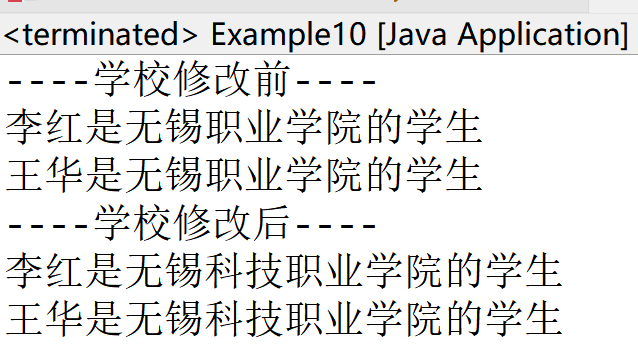 <terminated> Example10 [Java Application]
----学校修改前----
李红是无锡职业学院的学生
王华是无锡职业学院的学生
----学校修改后----
李红是无锡科技职业学院的学生
王华是无锡科技职业学院的学生